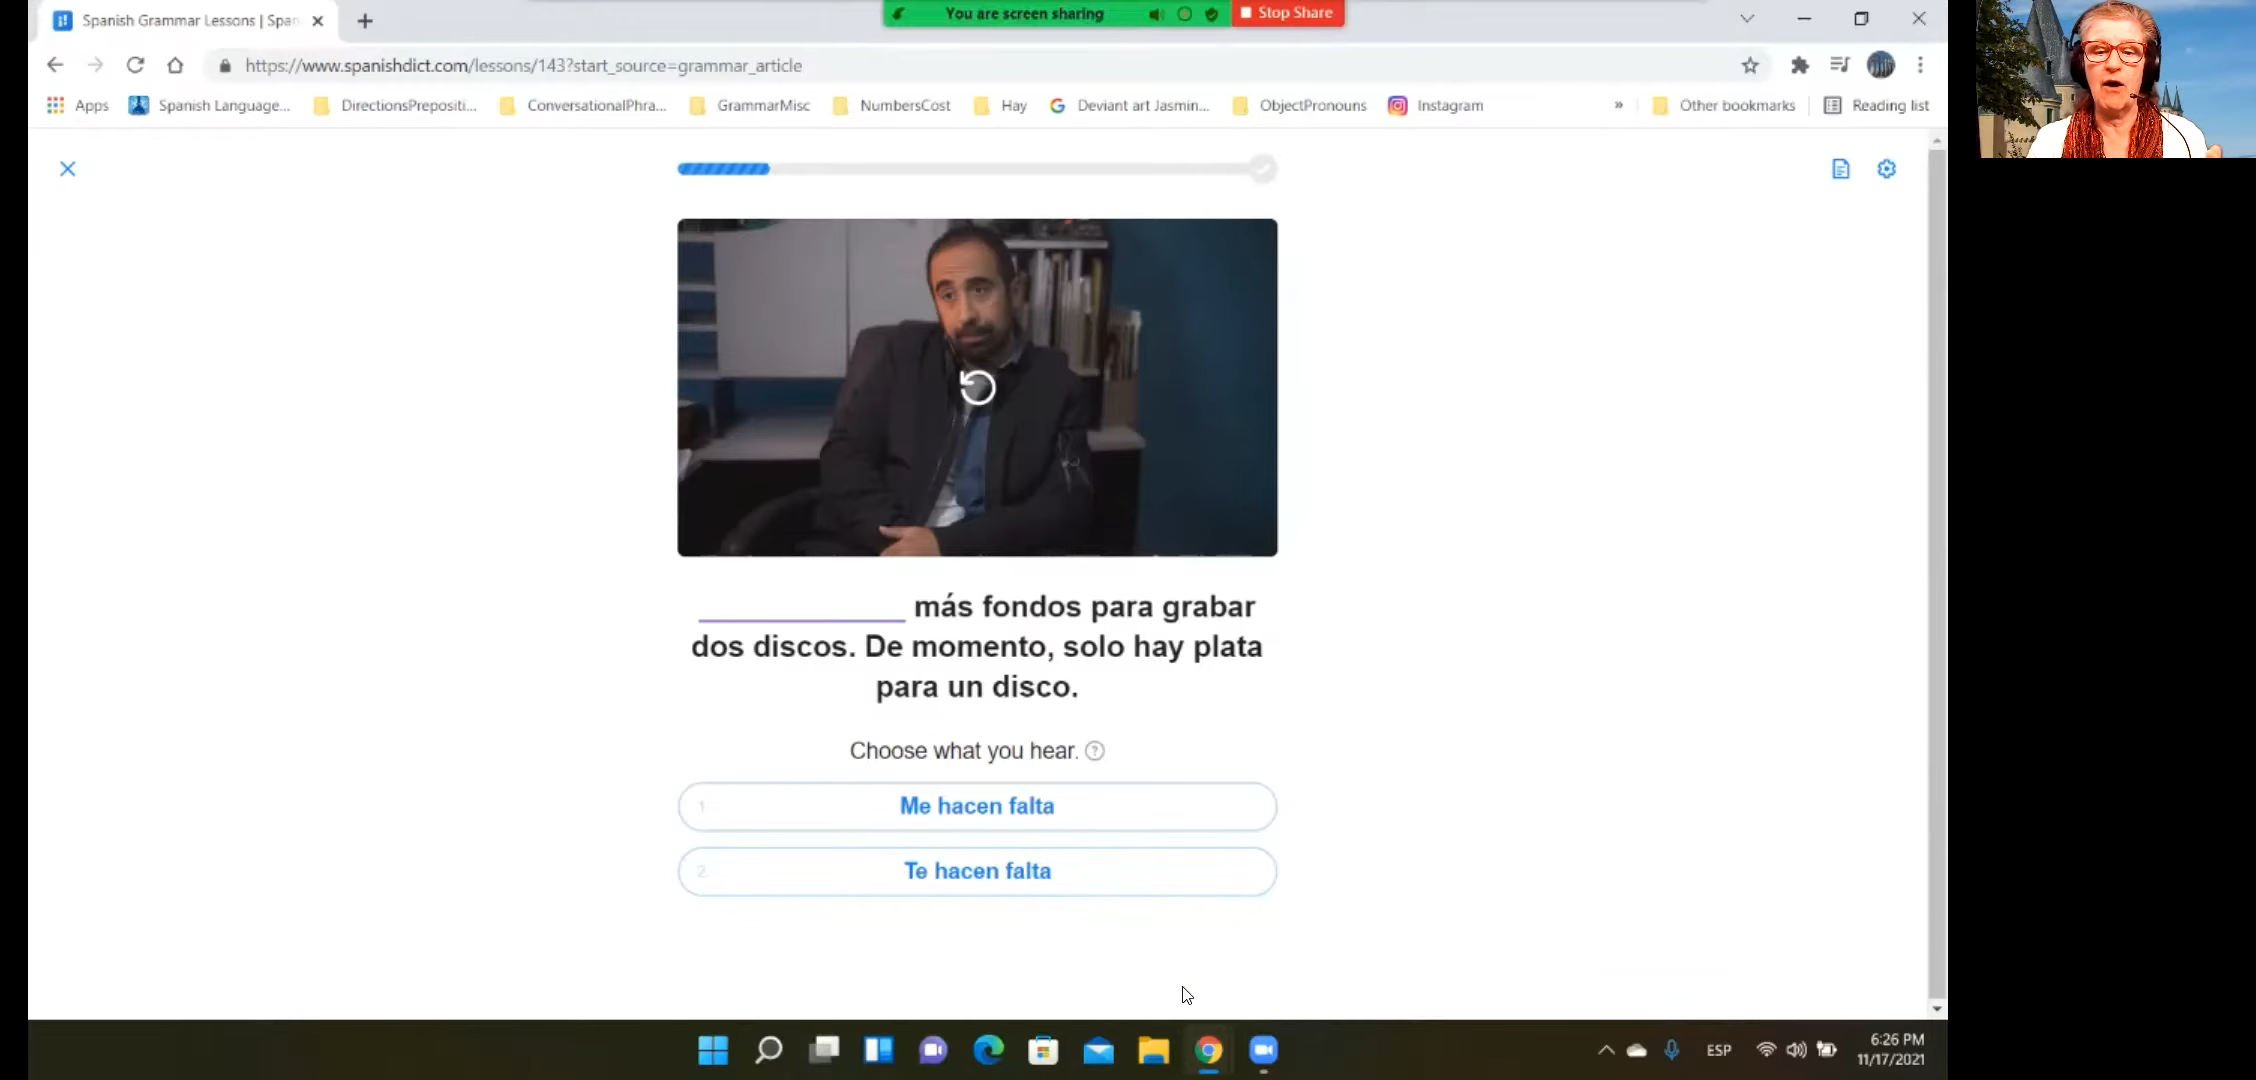 Spanish Grammar Lessons | Span
You are screen sharing
Stop Share
https://www.spanishdict.com/lessons/143?start_source=grammar_article
Apps
Spanish Language...
DirectionsPrepositi...
ConversationalPhra...
GrammarMisc
NumbersCost
Hay
Deviant art Jasmin...
ObjectPronouns
Instagram
»
Other bookmarks
Reading list
____________ más fondos para grabar
dos discos. De momento, solo hay plata
para un disco.
Choose what you hear. ?
1 Me hacen falta
2 Te hacen falta
ESP
6:26 PM
11/17/2021